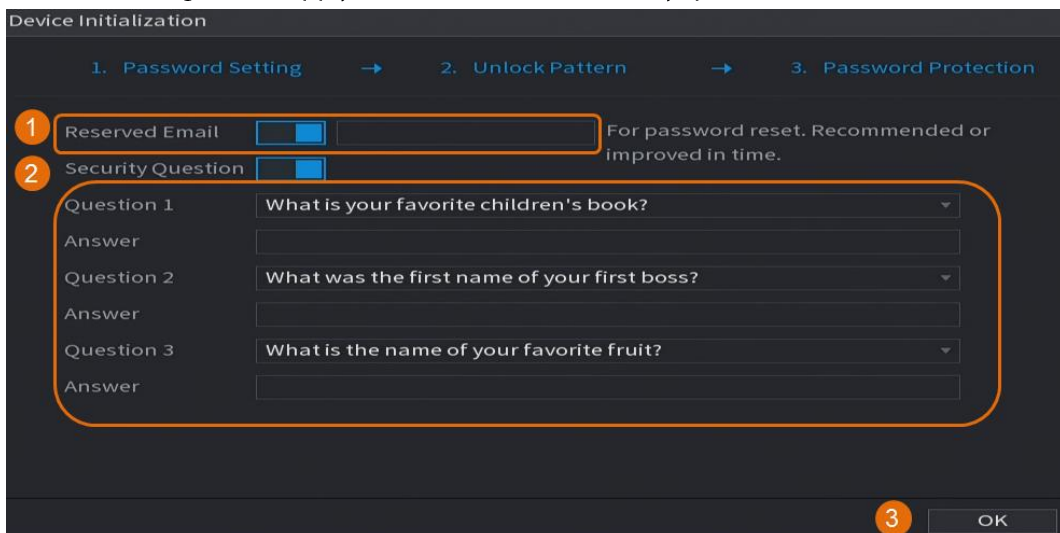 Device Initialization
1. Password Setting → 2. Unlock Pattern → 3. Password Protection
1 Reserved Email For password reset. Recommended or
improved in time.
2 Security Question
Question 1 What is your favorite children's book?
Answer
Question 2 What was the first name of your first boss?
Answer
Question 3 What is the name of your favorite fruit?
Answer
3 OK